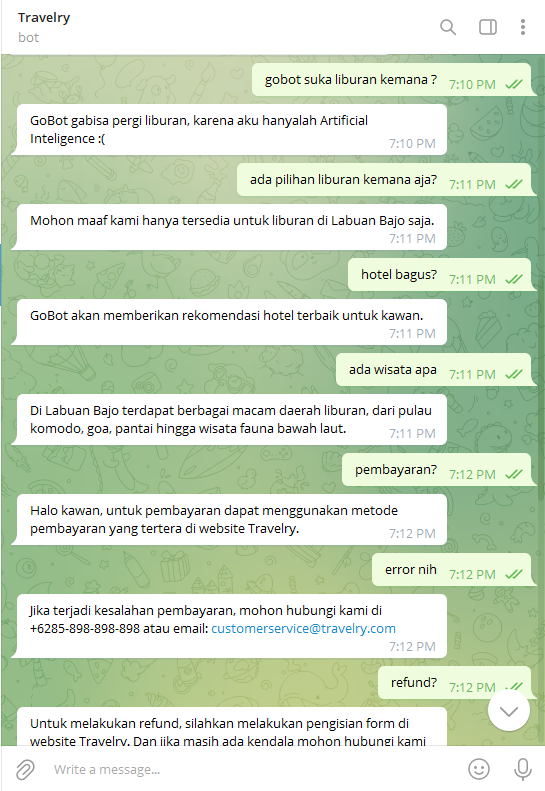 Travelry
bot
gobot suka liburan kemana ? 7:10 PM
GoBot gabisa pergi liburan, karena aku hanyalah Artificial
Inteligence :(
7:10 PM
ada pilihan liburan kemana aja? 7:11 PM
Mohon maaf kami hanya tersedia untuk liburan di Labuan Bajo saja.
7:11 PM
hotel bagus? 7:11 PM
GoBot akan memberikan rekomendasi hotel terbaik untuk kawan.
7:11 PM
ada wisata apa 7:11 PM
Di Labuan Bajo terdapat berbagai macam daerah liburan, dari pulau
komodo, goa, pantai hingga wisata fauna bawah laut.
7:11 PM
pembayaran? 7:12 PM
Halo kawan, untuk pembayaran dapat menggunakan metode
pembayaran yang tertera di website Travelry.
7:12 PM
error nih 7:12 PM
Jika terjadi kesalahan pembayaran, mohon hubungi kami di
+6285-898-898-898 atau email: customerservice@travelry.com
7:12 PM
refund? 7:12 PM
Untuk melakukan refund, silahkan melakukan pengisian form di
website Travelry. Dan jika masih ada kendala mohon hubungi kami
Write a message...